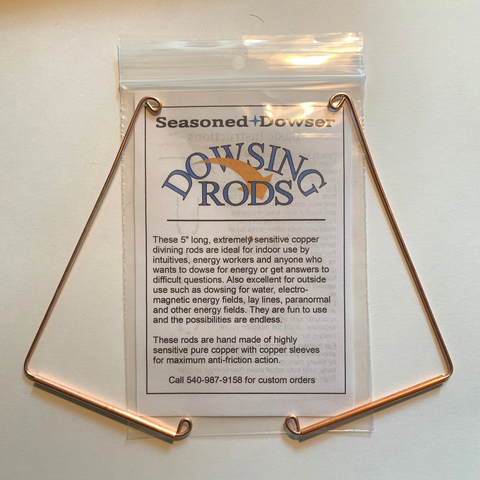 Seasoned Dowser
DOWSING
RODS
These 5" long, extremely sensitive copper
divining rods are ideal for indoor use by
intuitives, energy workers and anyone who
wants to dowse for energy or get answers to
difficult questions. Also excellent for outside
use such as dowsing for water, electro-
magnetic energy fields, lay lines, paranormal
and other energy fields. They are fun to use
and the possibilities are endless.
These rods are hand made of highly
sensitive pure copper with copper sleeves
for maximum anti-friction action.
Call 540-987-9158 for custom orders